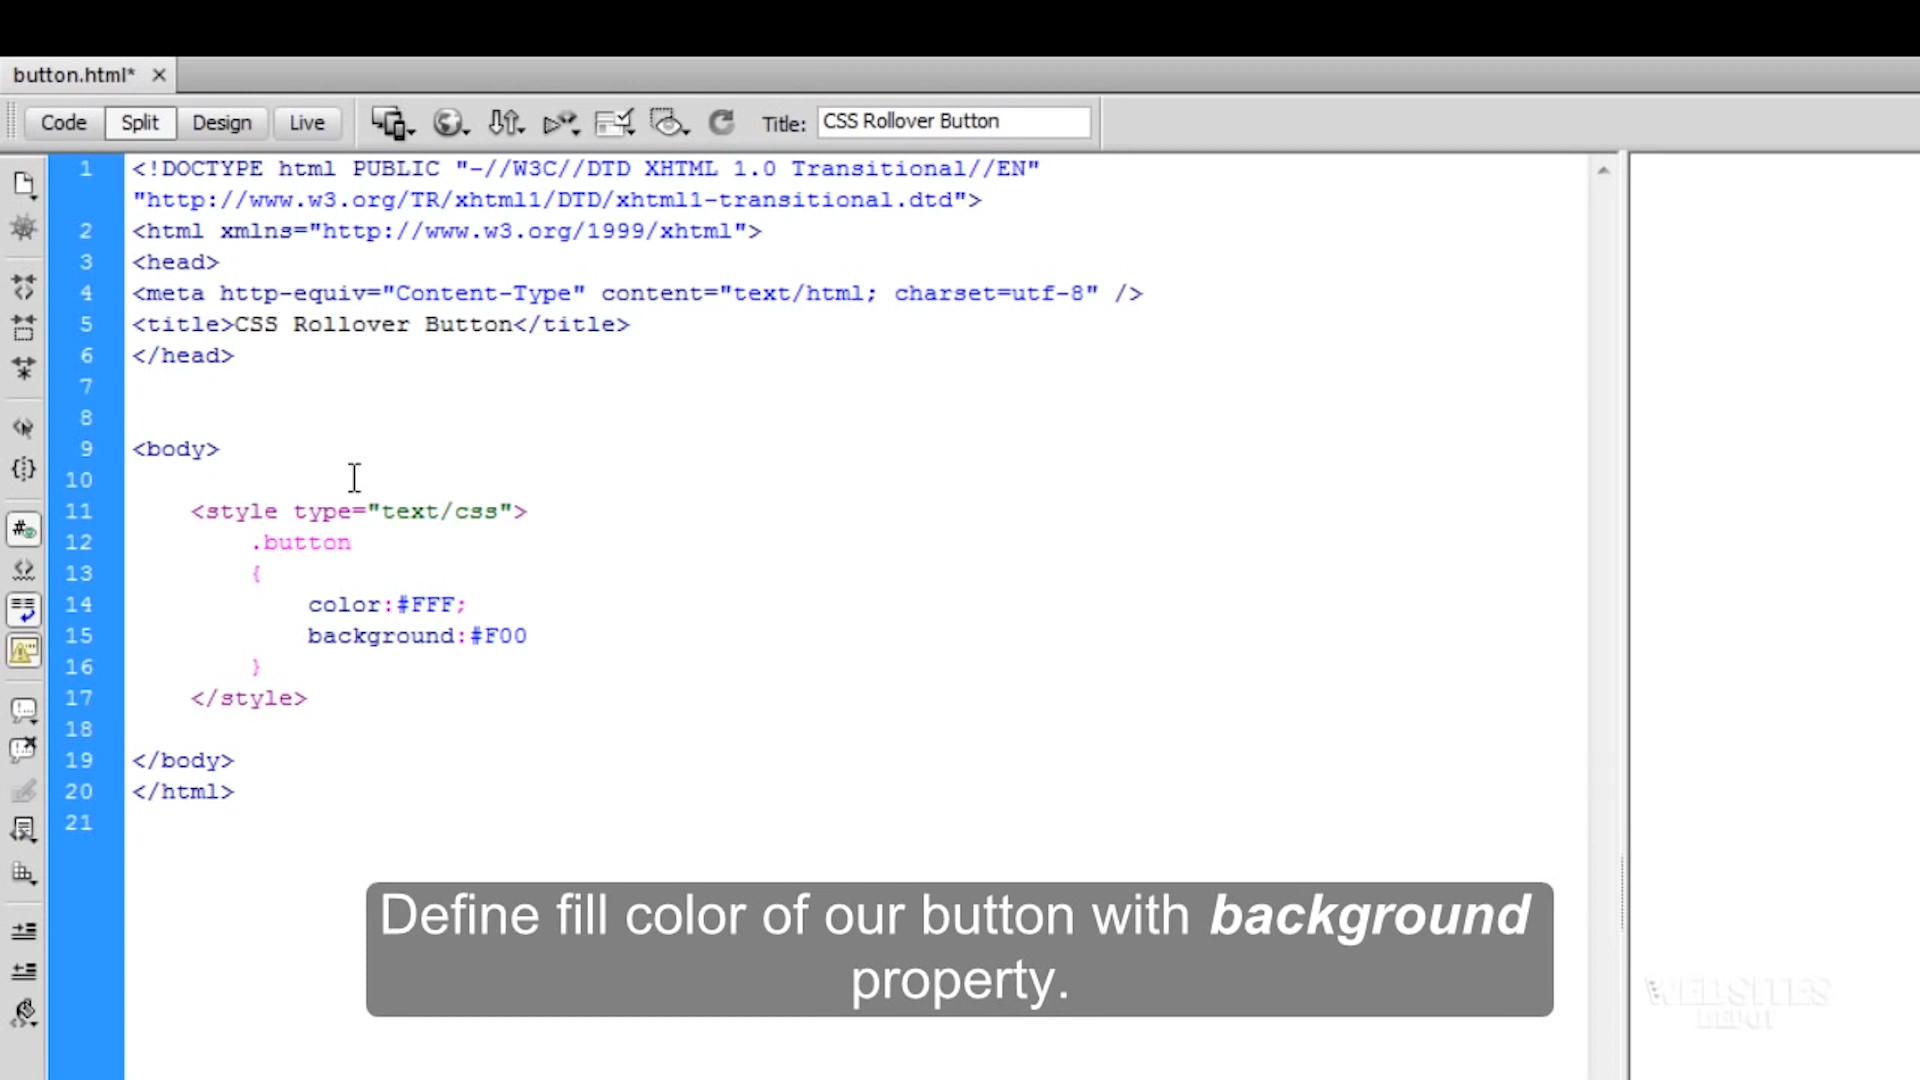 button.html*
Code Split Design Live Title: CSS Rollover Button
1 <!DOCTYPE html PUBLIC "-//W3C//DTD XHTML 1.0 Transitional//EN"
"http://www.w3.org/TR/xhtml1/DTD/xhtml1-transitional.dtd">
2 <html xmlns="http://www.w3.org/1999/xhtml">
3 <head>
4 <meta http-equiv="Content-Type" content="text/html; charset=utf-8" />
5 <title>CSS Rollover Button</title>
6 </head>
7
8
9 <body>
10
11 <style type="text/css">
12 .button
13 {
14 color:#FFF;
15 background:#F00
16 }
17 </style>
18
19 </body>
20 </html>
21
Define fill color of our button with background
property.
WEBSITES
DEPOT